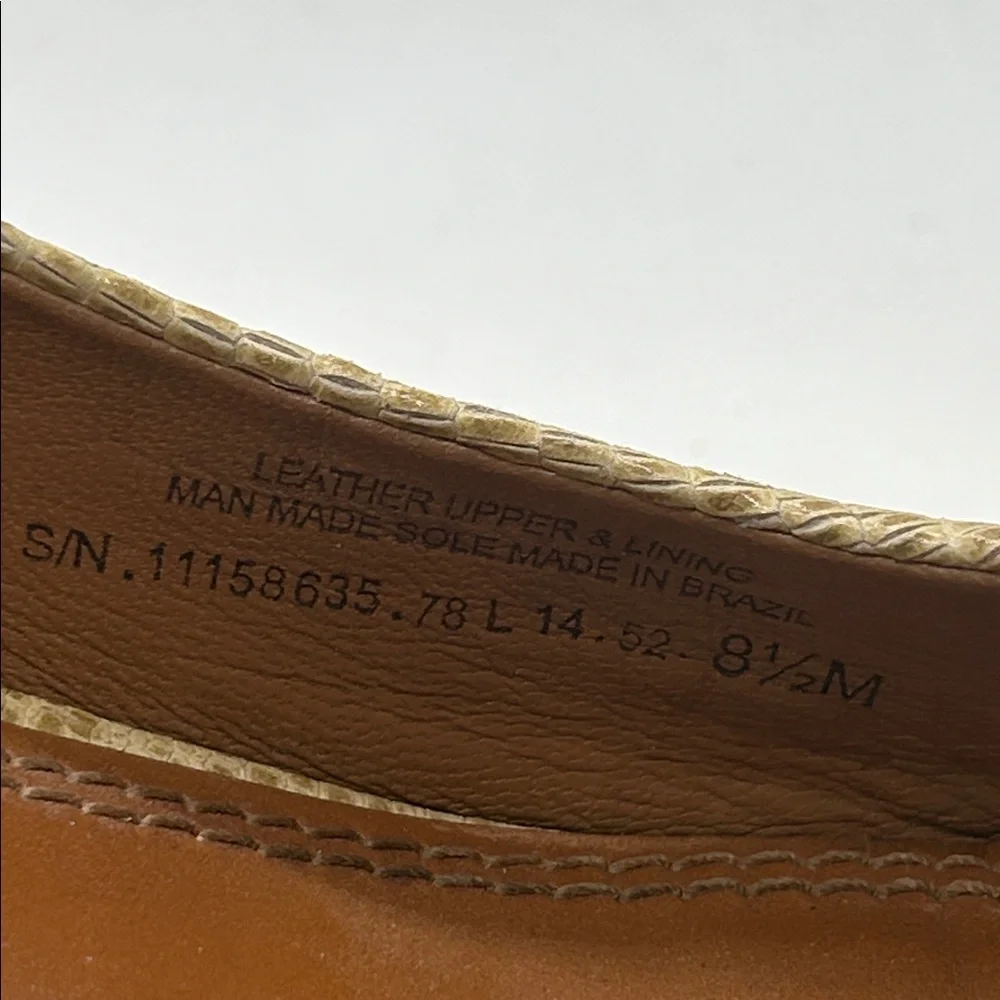 LEATHER UPPER & LINING
MAN MADE SOLE MADE IN BRAZIL
S/N.11158635.78 L 14.52. 8½M